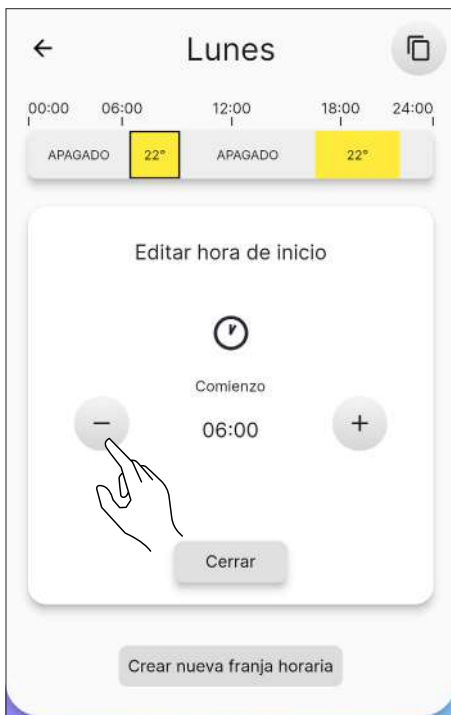 Lunes
00:00 06:00 12:00 18:00 24:00
APAGADO 22° APAGADO 22°
Editar hora de inicio
Comienzo
06:00
Cerrar
Crear nueva franja horaria